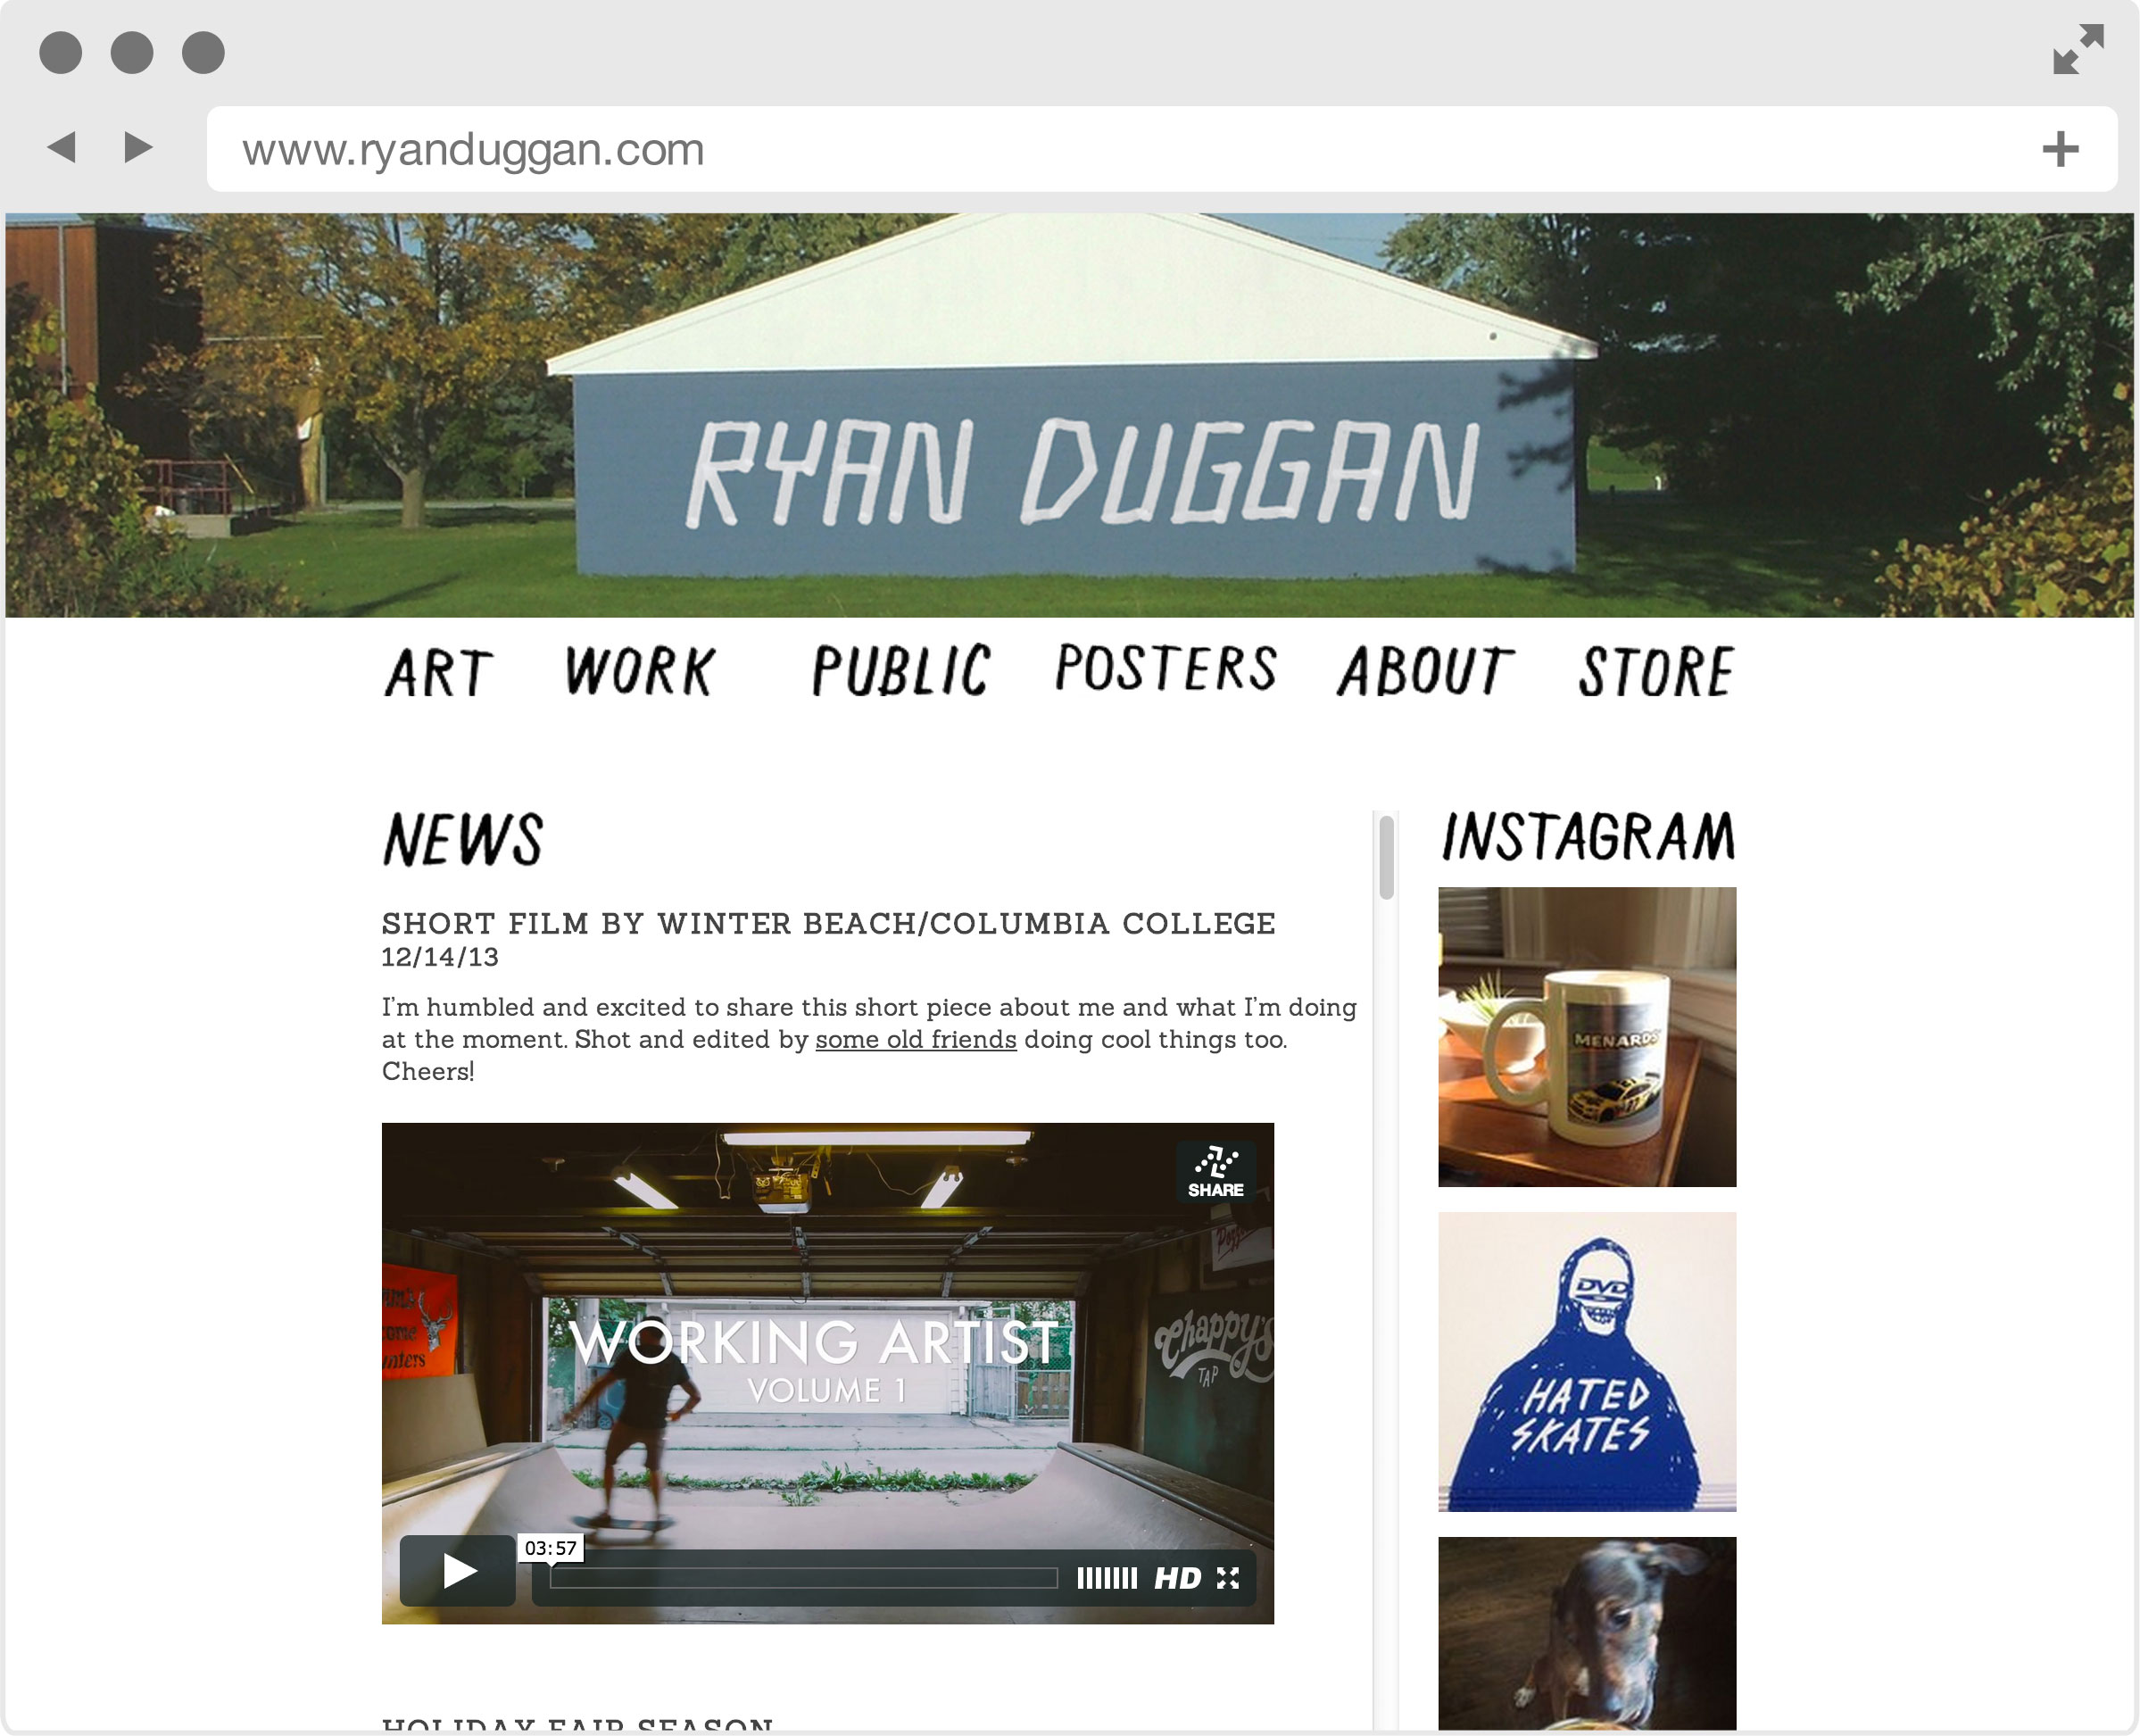 www.ryanduggan.com
RYAN DUGGAN
ART WORK PUBLIC POSTERS ABOUT STORE
NEWS
SHORT FILM BY WINTER BEACH/COLUMBIA COLLEGE
12/14/13
I'm humbled and excited to share this short piece about me and what I'm doing
at the moment. Shot and edited by some old friends doing cool things too.
Cheers!
SHARE
WORKING ARTIST
VOLUME 1
Chappy's
TAP
03:57
HD
HOLIDAY FAIR SEASON
INSTAGRAM
MENARDS
DVD
HATED
SKATES